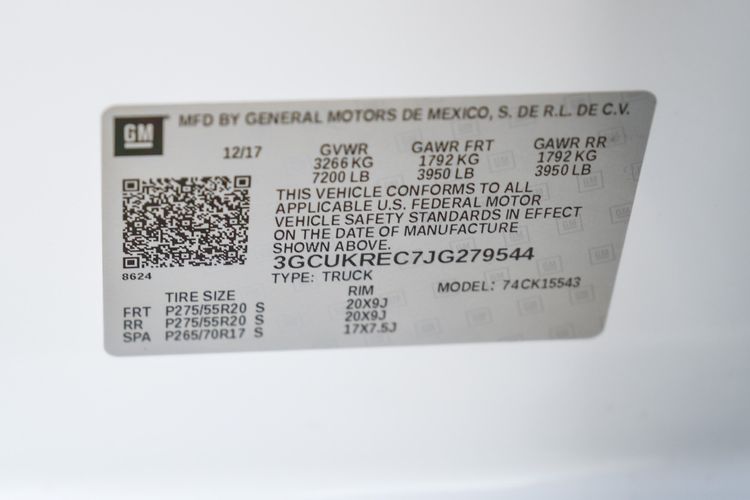 GM MFD BY GENERAL MOTORS DE MEXICO, S. DE R.L. DE C.V.
12/17 GVWR GAWR FRT GAWR RR
3266 KG 1792 KG 1792 KG
7200 LB 3950 LB 3950 LB
THIS VEHICLE CONFORMS TO ALL
APPLICABLE U.S. FEDERAL MOTOR
VEHICLE SAFETY STANDARDS IN EFFECT
ON THE DATE OF MANUFACTURE
SHOWN ABOVE.
3GCUKREC7JG279544
8624 TYPE: TRUCK
TIRE SIZE RIM MODEL: 74CK15543
FRT P275/55R20 S 20X9J
RR P275/55R20 S 20X9J
SPA P265/70R17 S 17X7.5J